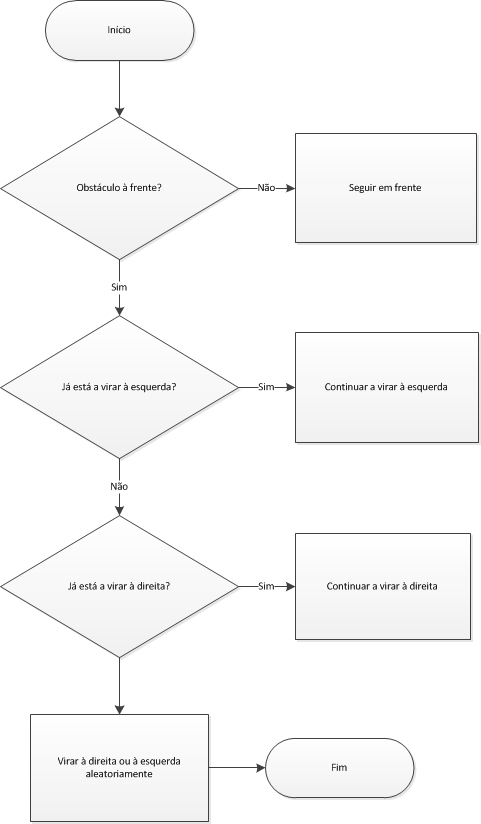 Início
Obstáculo à frente?
Não
Seguir em frente
Sim
Já está a virar à esquerda?
Sim
Continuar a virar à esquerda
Não
Já está a virar à direita?
Sim
Continuar a virar à direita
Virar à direita ou à esquerda
aleatoriamente
Fim